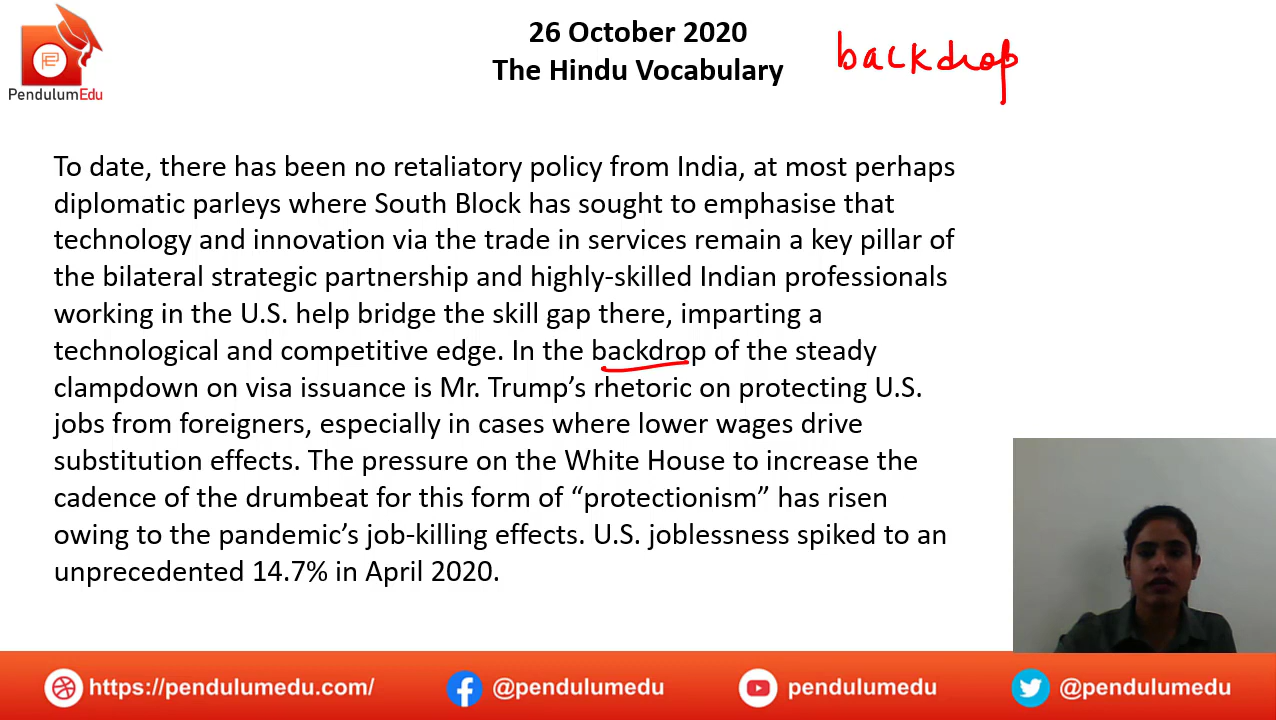 26 October 2020
The Hindu Vocabulary
backdrop
PendulumEdu
To date, there has been no retaliatory policy from India, at most perhaps
diplomatic parleys where South Block has sought to emphasise that
technology and innovation via the trade in services remain a key pillar of
the bilateral strategic partnership and highly-skilled Indian professionals
working in the U.S. help bridge the skill gap there, imparting a
technological and competitive edge. In the backdrop of the steady
clampdown on visa issuance is Mr. Trump’s rhetoric on protecting U.S.
jobs from foreigners, especially in cases where lower wages drive
substitution effects. The pressure on the White House to increase the
cadence of the drumbeat for this form of “protectionism” has risen
owing to the pandemic’s job-killing effects. U.S. joblessness spiked to an
unprecedented 14.7% in April 2020.
https://pendulumedu.com/ @pendulumedu pendulumedu @pendulumedu